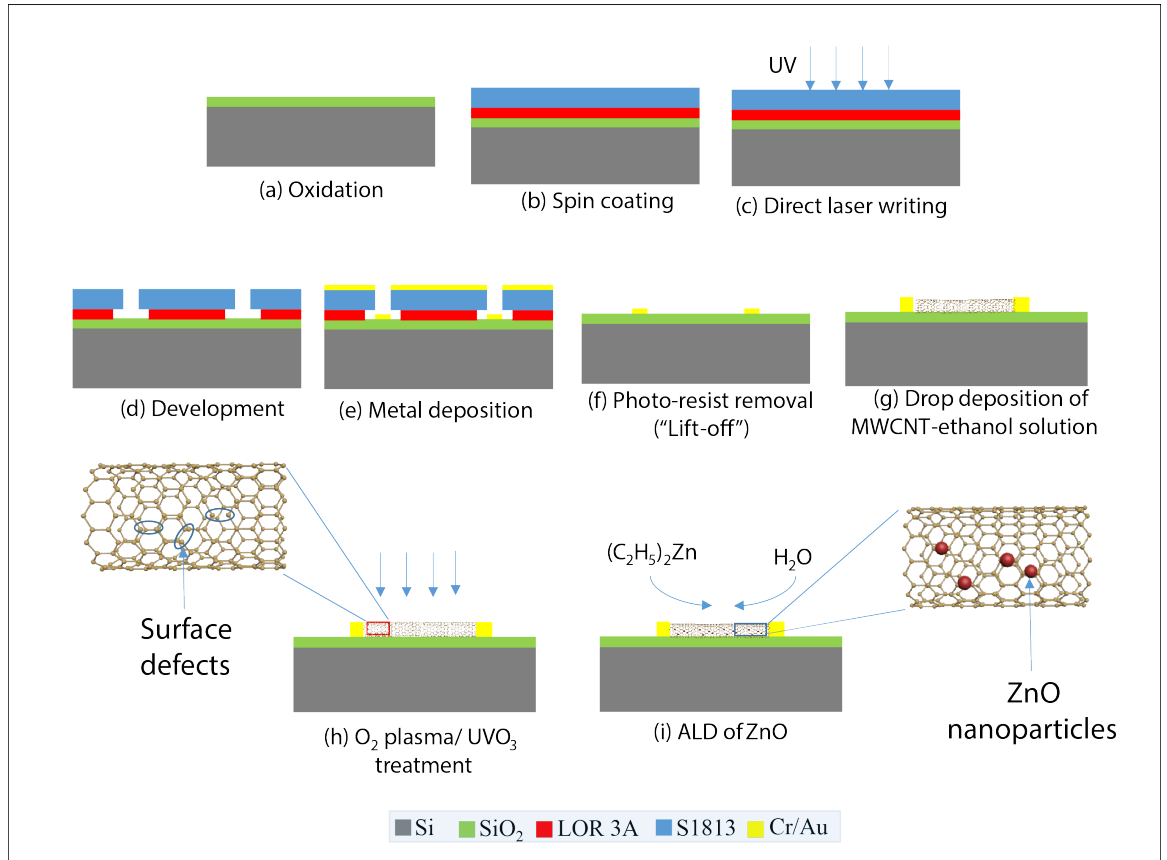 UV
(a) Oxidation
(b) Spin coating
(c) Direct laser writing
(d) Development
(e) Metal deposition
(f) Photo-resist removal
(“Lift-off”)
(g) Drop deposition of
MWCNT-ethanol solution
Surface
defects
(h) O₂ plasma/ UVO₃
treatment
(C₂H₅)₂Zn
H₂O
(i) ALD of ZnO
ZnO
nanoparticles
Si SiO₂ LOR 3A S1813 Cr/Au